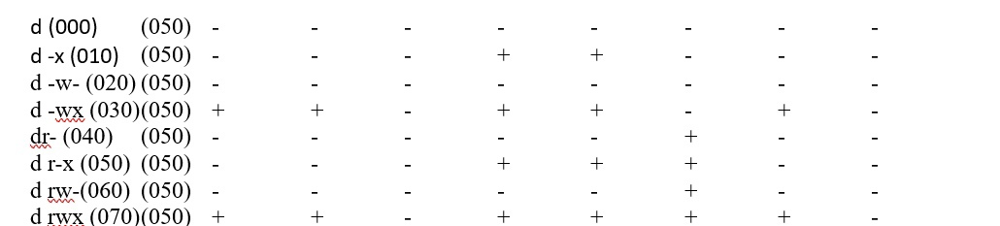 d (000) (050) - - - - - - - -
d -x (010) (050) - - - + + - - -
d -w- (020) (050) - - - - - - - -
d -wx (030)(050) + + - + + - + -
dr- (040) (050) - - - - - + - -
d r-x (050) (050) - - - + + + - -
d rw-(060) (050) - - - - - + - -
d rwx (070)(050) + + - + + + + -